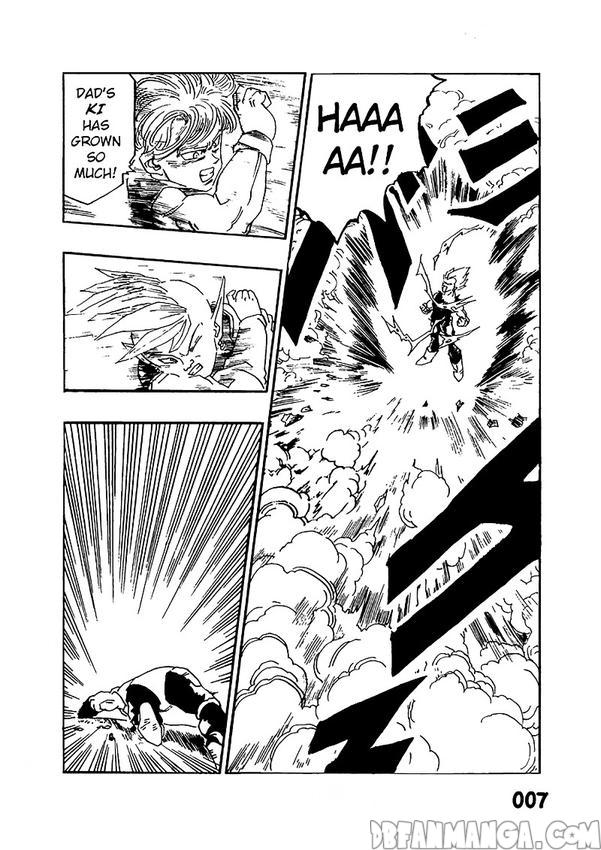 DAD'S
KI
HAS
GROWN
SO
MUCH!
HAAA
AA!!
007
DBFANMANGA.COM